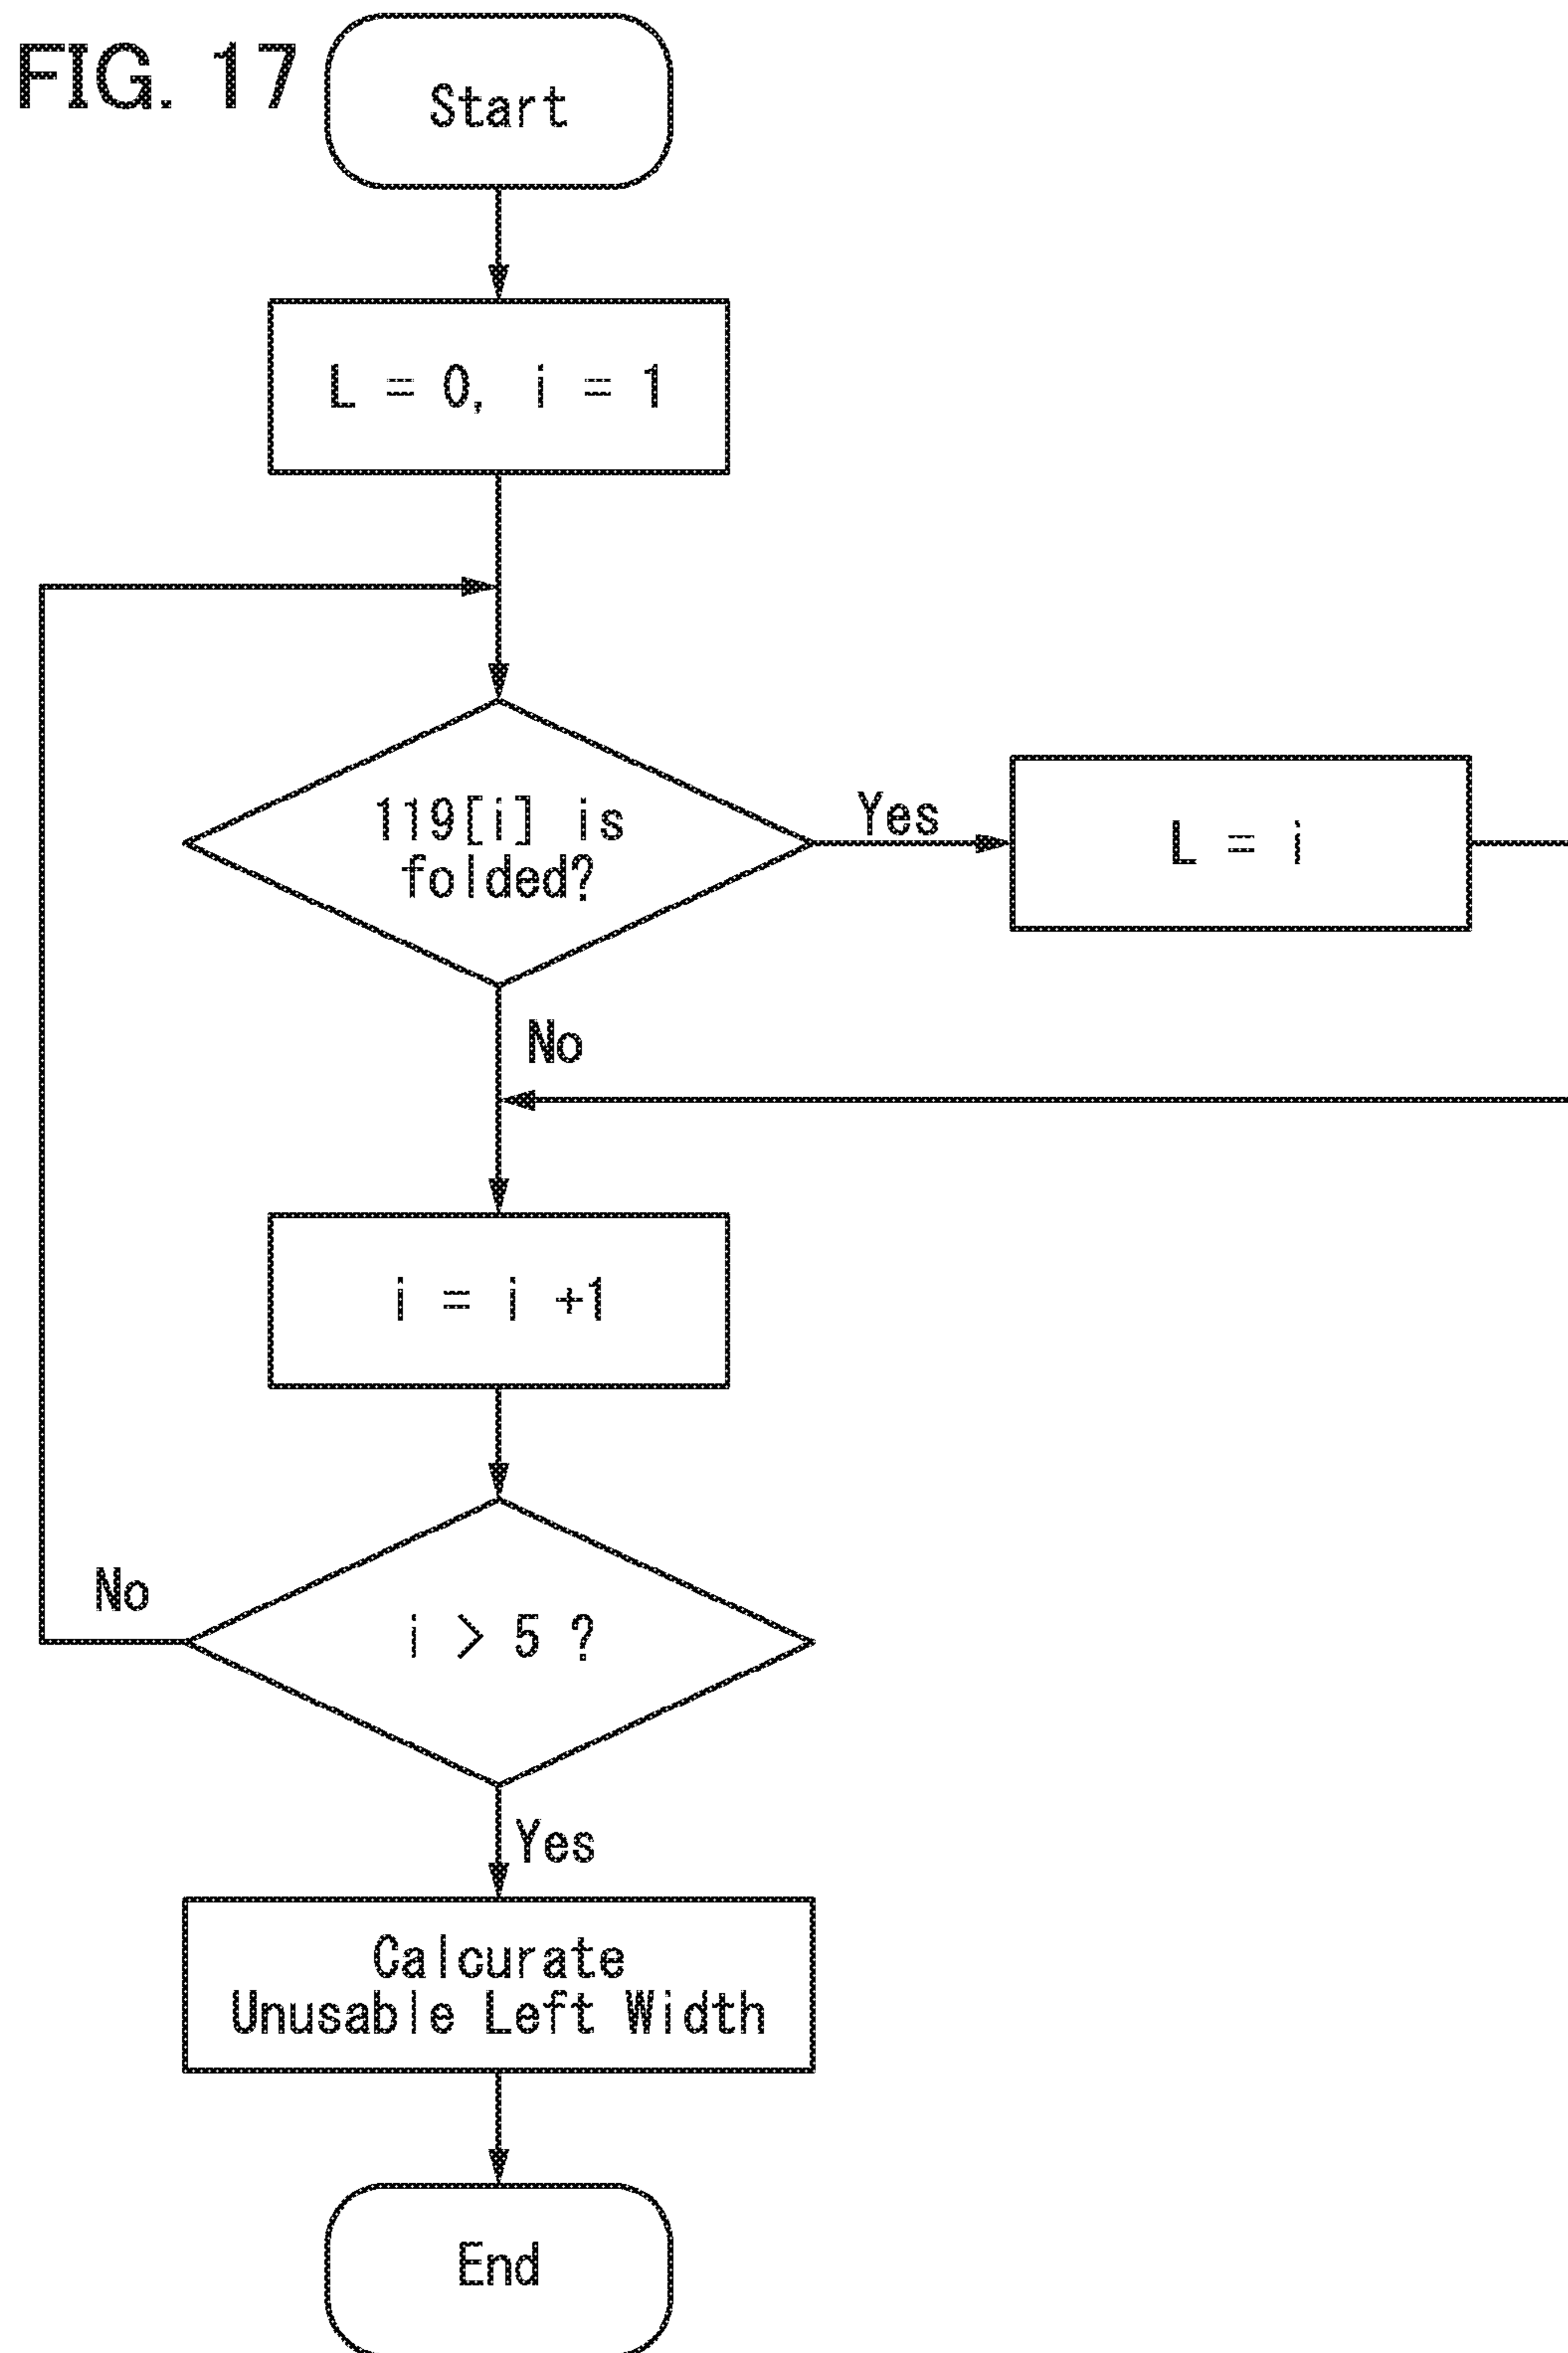 FIG. 17
Start
L = 0, i = 1
119[i] is
folded?
Yes
L = i
No
i = i +1
No
i > 5 ?
Yes
Calcurate
Unusable Left Width
End